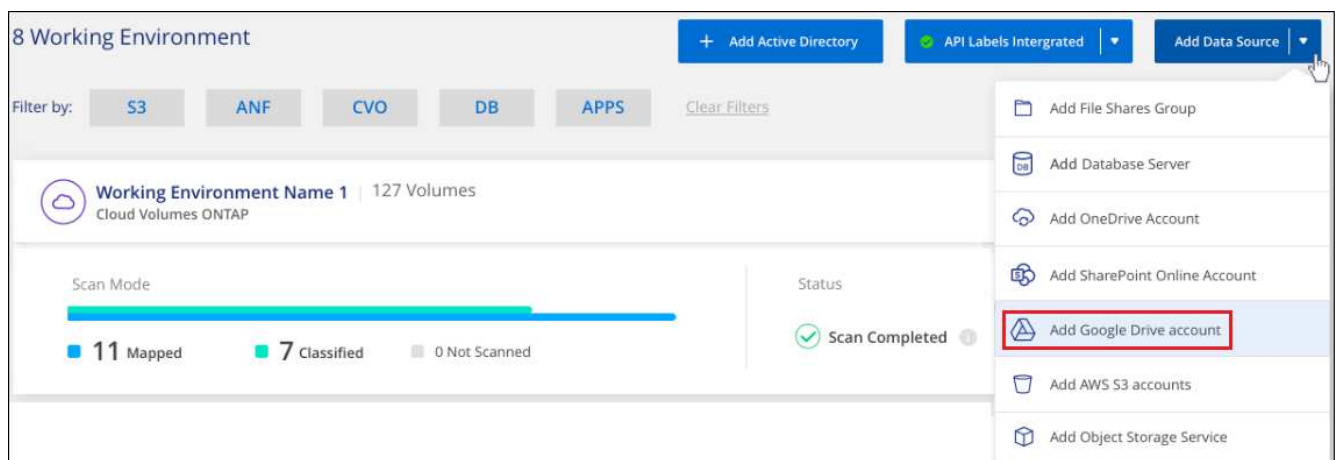 8 Working Environment
+ Add Active Directory
API Labels Intergrated
Add Data Source
Filter by:
S3
ANF
CVO
DB
APPS
Clear Filters
Working Environment Name 1 | 127 Volumes
Cloud Volumes ONTAP
Scan Mode
11 Mapped
7 Classified
0 Not Scanned
Status
Scan Completed
Add File Shares Group
DB
Add Database Server
Add OneDrive Account
S
Add SharePoint Online Account
Add Google Drive account
Add AWS S3 accounts
Add Object Storage Service